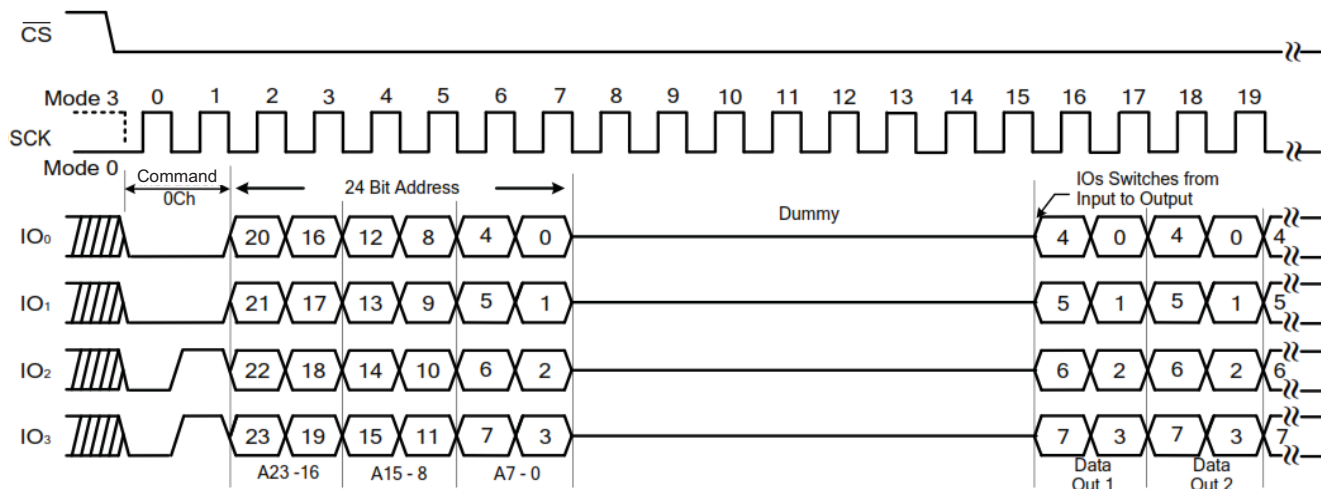 CS
Mode 3 0 1 2 3 4 5 6 7 8 9 10 11 12 13 14 15 16 17 18 19
SCK
Mode 0
Command
0Ch
24 Bit Address
Dummy
IOs Switches from
Input to Output
IO₀ 20 16 12 8 4 0 4 0 4 0 4
IO₁ 21 17 13 9 5 1 5 1 5 1 5
IO₂ 22 18 14 10 6 2 6 2 6 2 6
IO₃ 23 19 15 11 7 3 7 3 7 3 7
A23 -16 A15 - 8 A7 - 0
Data
Out 1
Data
Out 2